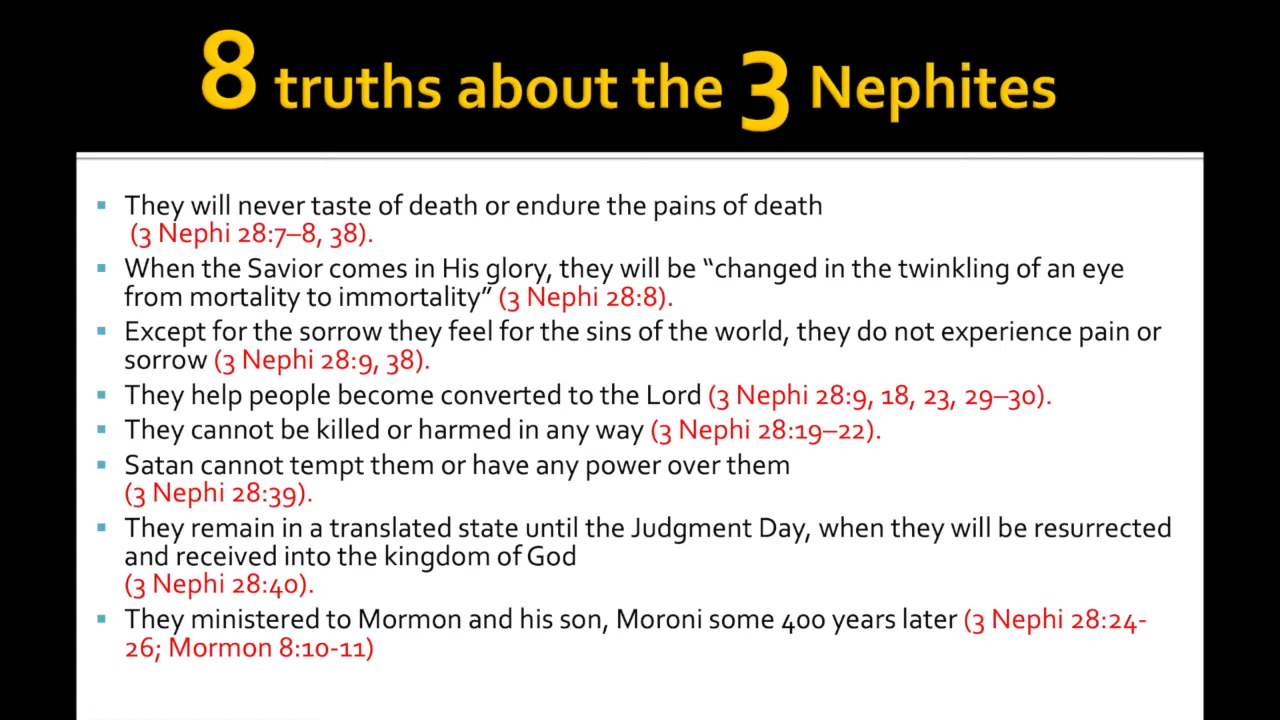 8 truths about the 3 Nephites
▪ They will never taste of death or endure the pains of death
(3 Nephi 28:7–8, 38).
▪ When the Savior comes in His glory, they will be “changed in the twinkling of an eye
from mortality to immortality” (3 Nephi 28:8).
▪ Except for the sorrow they feel for the sins of the world, they do not experience pain or
sorrow (3 Nephi 28:9, 38).
▪ They help people become converted to the Lord (3 Nephi 28:9, 18, 23, 29–30).
▪ They cannot be killed or harmed in any way (3 Nephi 28:19–22).
▪ Satan cannot tempt them or have any power over them
(3 Nephi 28:39).
▪ They remain in a translated state until the Judgment Day, when they will be resurrected
and received into the kingdom of God
(3 Nephi 28:40).
▪ They ministered to Mormon and his son, Moroni some 400 years later (3 Nephi 28:24-
26; Mormon 8:10-11)